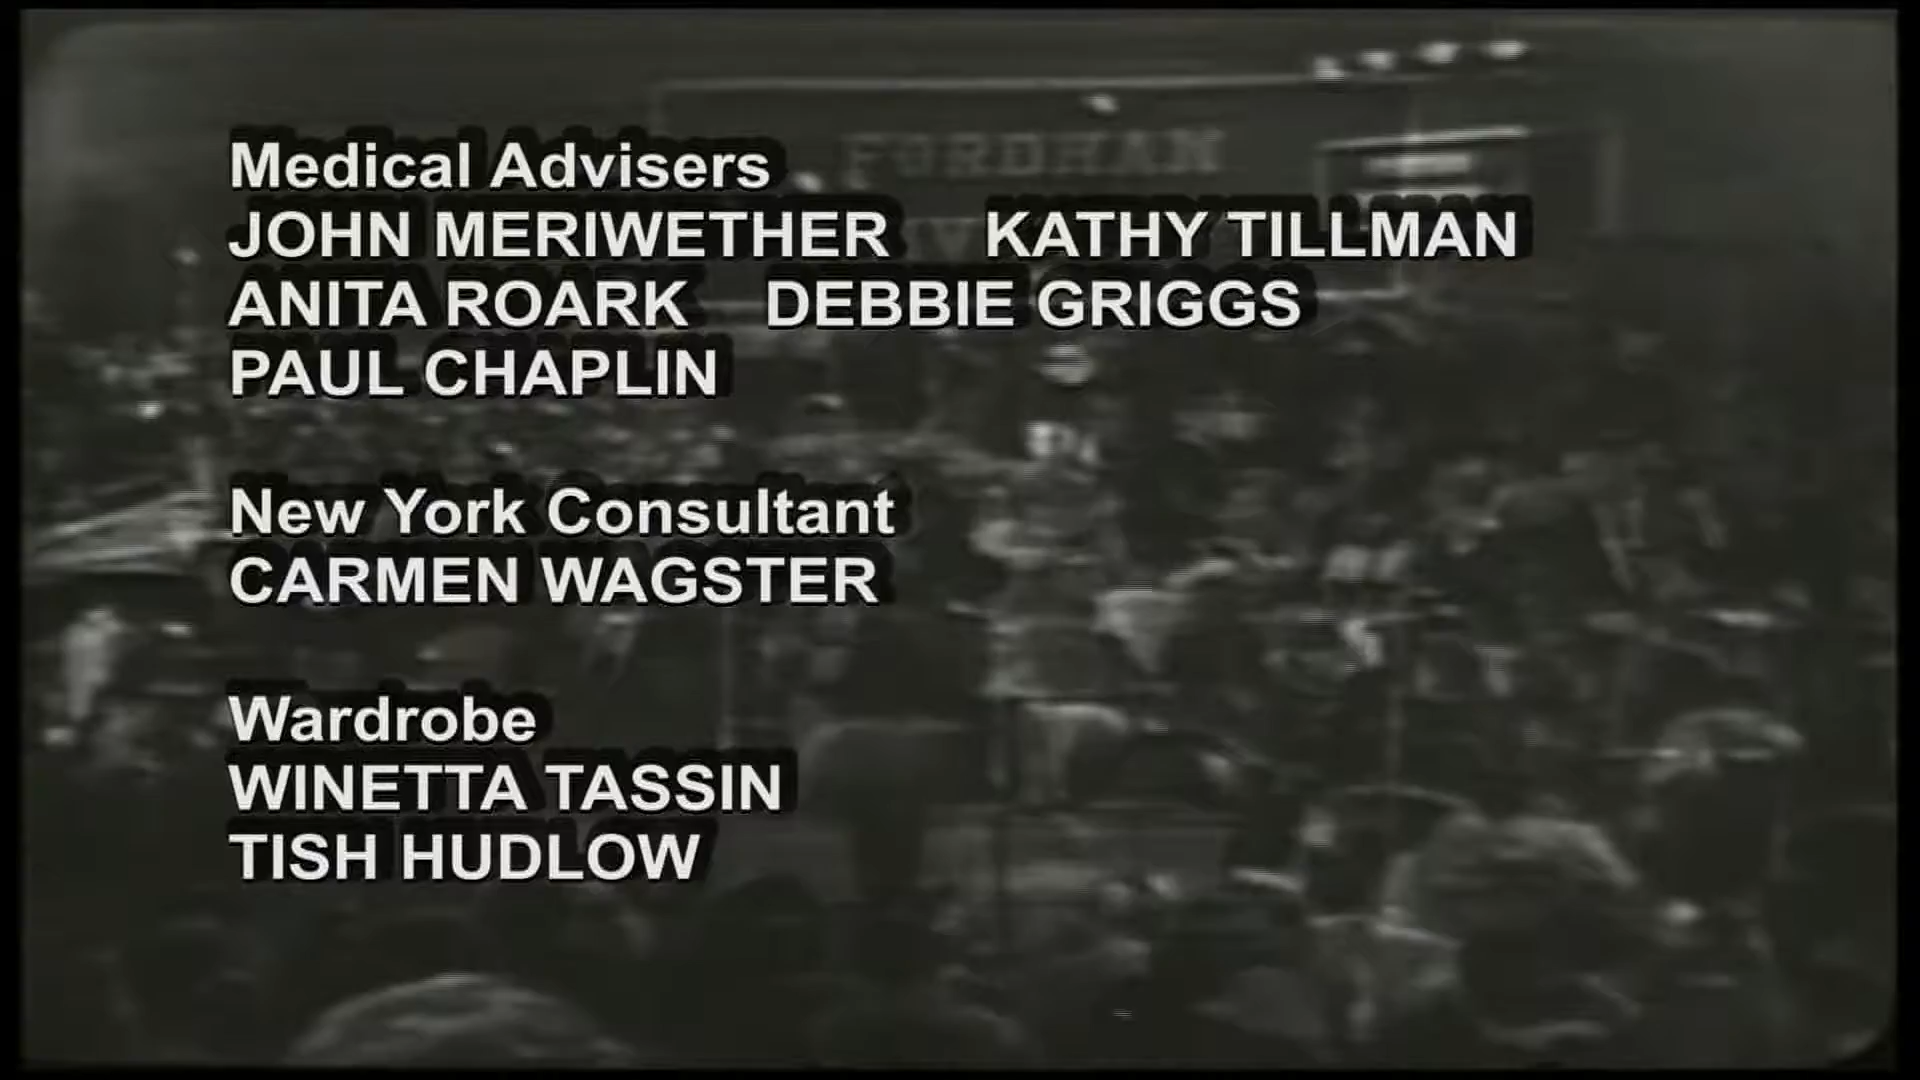 FORDHAM
Medical Advisers
JOHN MERIWETHER KATHY TILLMAN
ANITA ROARK DEBBIE GRIGGS
PAUL CHAPLIN
New York Consultant
CARMEN WAGSTER
Wardrobe
WINETTA TASSIN
TISH HUDLOW